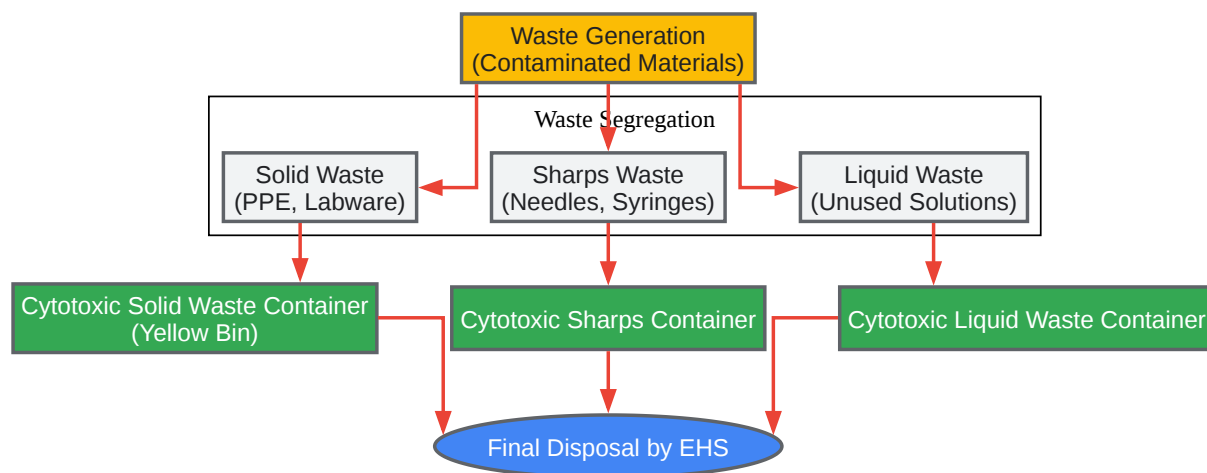 Waste Generation
(Contaminated Materials)
Waste Segregation
Solid Waste
(PPE, Labware)
Sharps Waste
(Needles, Syringes)
Liquid Waste
(Unused Solutions)
Cytotoxic Solid Waste Container
(Yellow Bin)
Cytotoxic Sharps Container
Cytotoxic Liquid Waste Container
Final Disposal by EHS